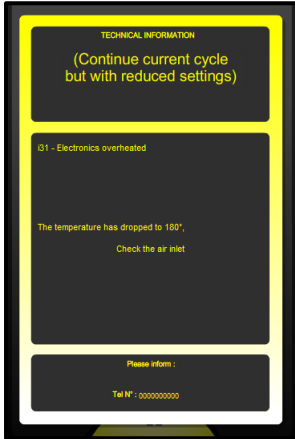 TECHNICAL INFORMATION
(Continue current cycle
but with reduced settings)
i31 - Electronics overheated
The temperature has dropped to 180°,
Check the air inlet
Please inform :
Tel N° : 0000000000